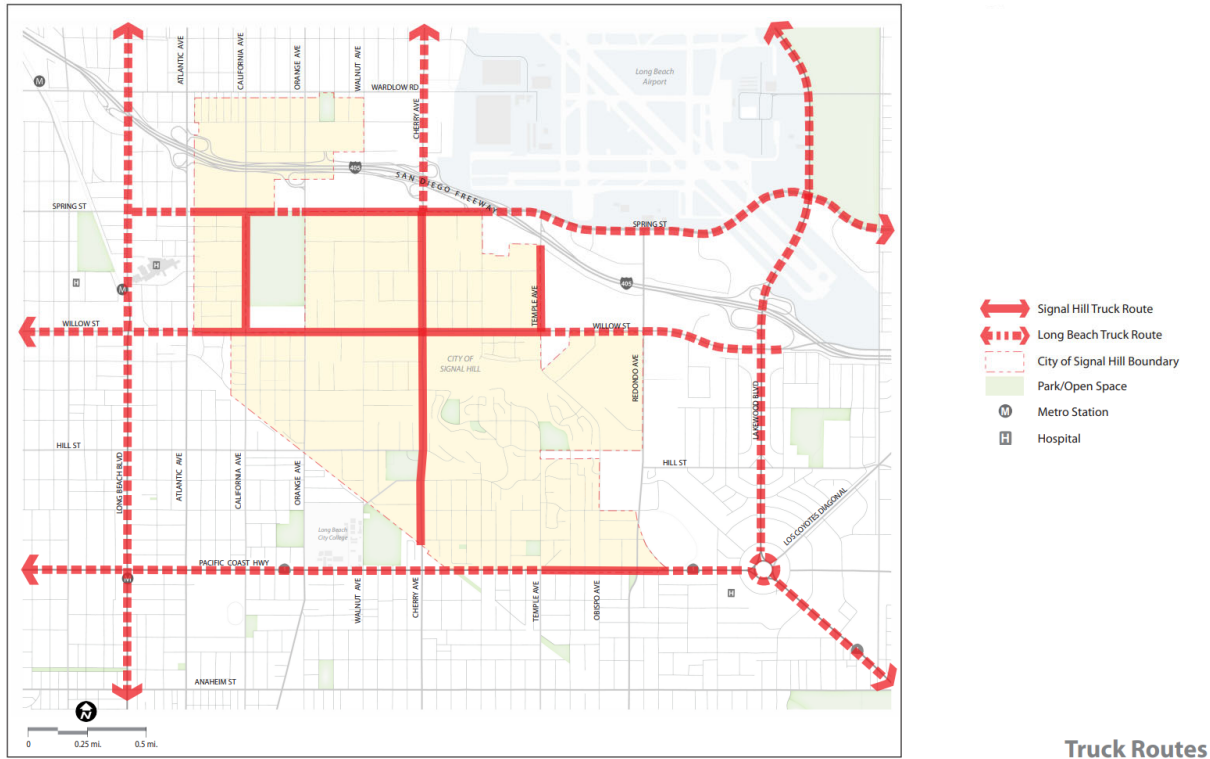 ATLANTIC AVE
CALIFORNIA AVE
ORANGE AVE
WALNUT AVE
WARDLOW RD
CHERRY AVE
Long Beach
Airport
M
405
SAN DIEGO FREEWAY
SPRING ST
SPRING ST
H
H
M
405
TEMPLE AVE
WILLOW ST
WILLOW ST
CITY OF
SIGNAL HILL
REDONDO AVE
LAKEWOOD BLVD
HILL ST
HILL ST
LONG BEACH BLVD
ATLANTIC AVE
CALIFORNIA AVE
ORANGE AVE
LOS COYOTES DIAGONAL
Long Beach
City College
PACIFIC COAST HWY
M
M
M
H
WALNUT AVE
CHERRY AVE
TEMPLE AVE
OBISPO AVE
M
ANAHEIM ST
N
0 0.25 mi. 0.5 mi.
Signal Hill Truck Route
Long Beach Truck Route
City of Signal Hill Boundary
Park/Open Space
M Metro Station
H Hospital
Truck Routes